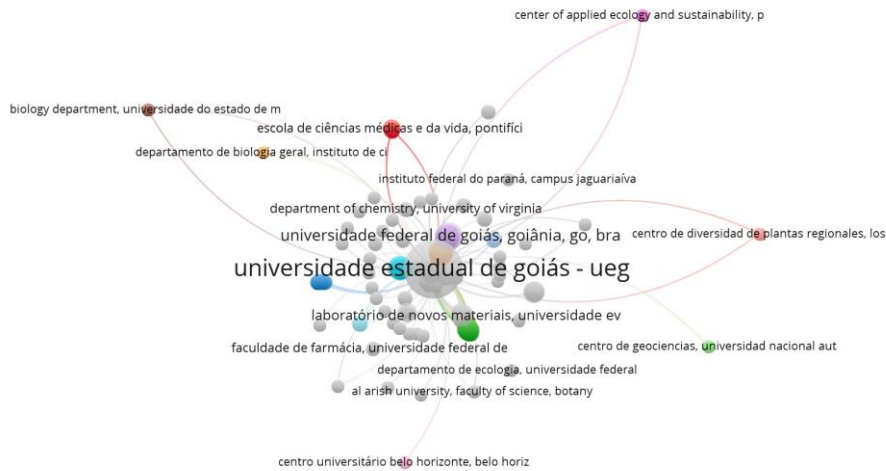 center of applied ecology and sustainability, p
biology department, universidade do estado de m
escola de ciências médicas e da vida, pontifíci
departamento de biologia geral, instituto de ci
instituto federal do paraná, campus jaguariaíva
department of chemistry, university of virginia
universidade federal de goiás, goiânia, go, bra
centro de diversidad de plantas regionales, los
universidade estadual de goiás - ueg
laboratório de novos materiais, universidade ev
faculdade de farmácia, universidade federal de
centro de geociencias, universidad nacional aut
departamento de ecologia, universidade federal
al arish university, faculty of science, botany
centro universitário belo horizonte, belo horiz